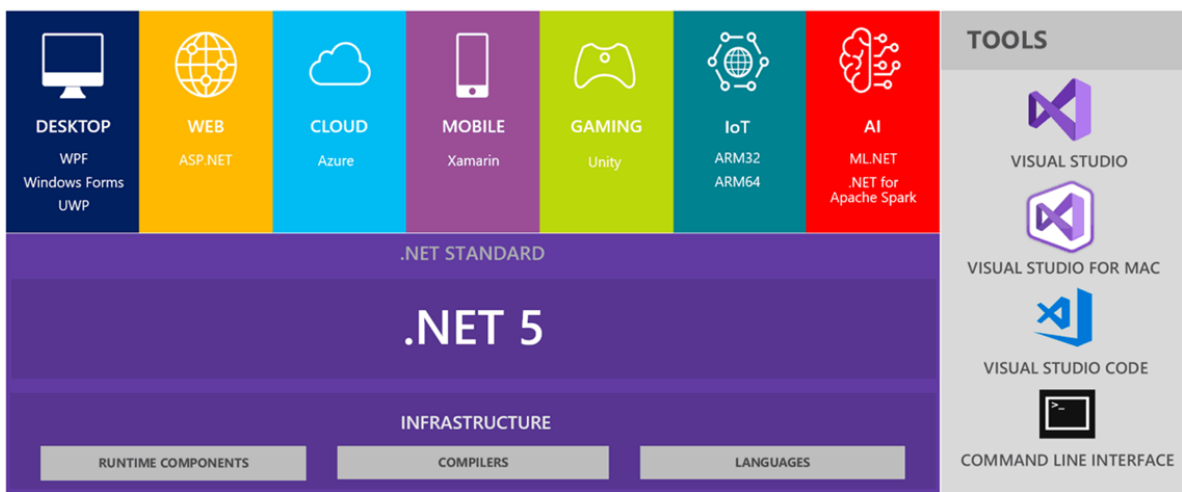 DESKTOP
WPF
Windows Forms
UWP
WEB
ASP.NET
CLOUD
Azure
MOBILE
Xamarin
GAMING
Unity
IoT
ARM32
ARM64
AI
ML.NET
.NET for
Apache Spark
.NET STANDARD
.NET 5
INFRASTRUCTURE
RUNTIME COMPONENTS
COMPILERS
LANGUAGES
TOOLS
VISUAL STUDIO
VISUAL STUDIO FOR MAC
VISUAL STUDIO CODE
>_
COMMAND LINE INTERFACE